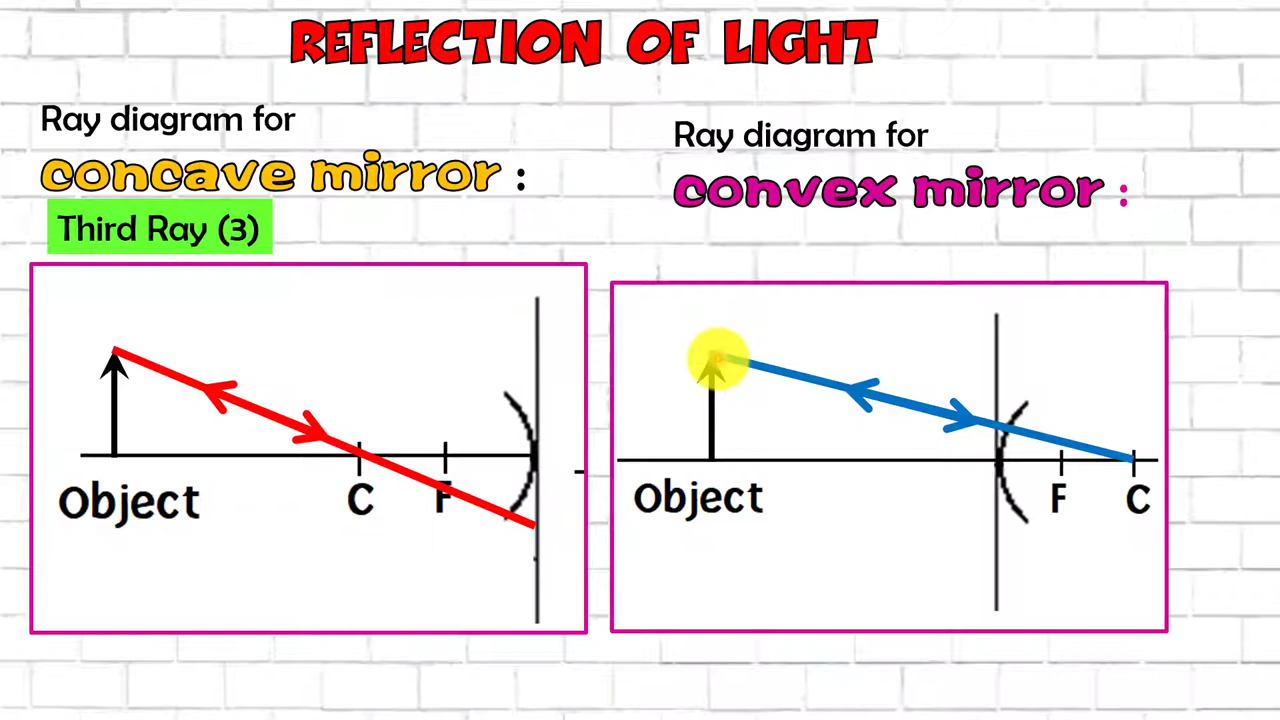 REFLECTION OF LIGHT
Ray diagram for
concave mirror :
Third Ray (3)
Object
C
F
Ray diagram for
convex mirror :
Object
F
C